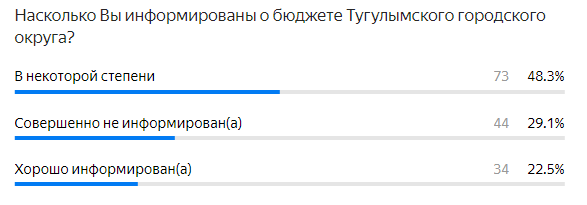 Насколько Вы информированы о бюджете Тугулымского городского
округа?
В некоторой степени 73 48.3%
Совершенно не информирован(а) 44 29.1%
Хорошо информирован(а) 34 22.5%